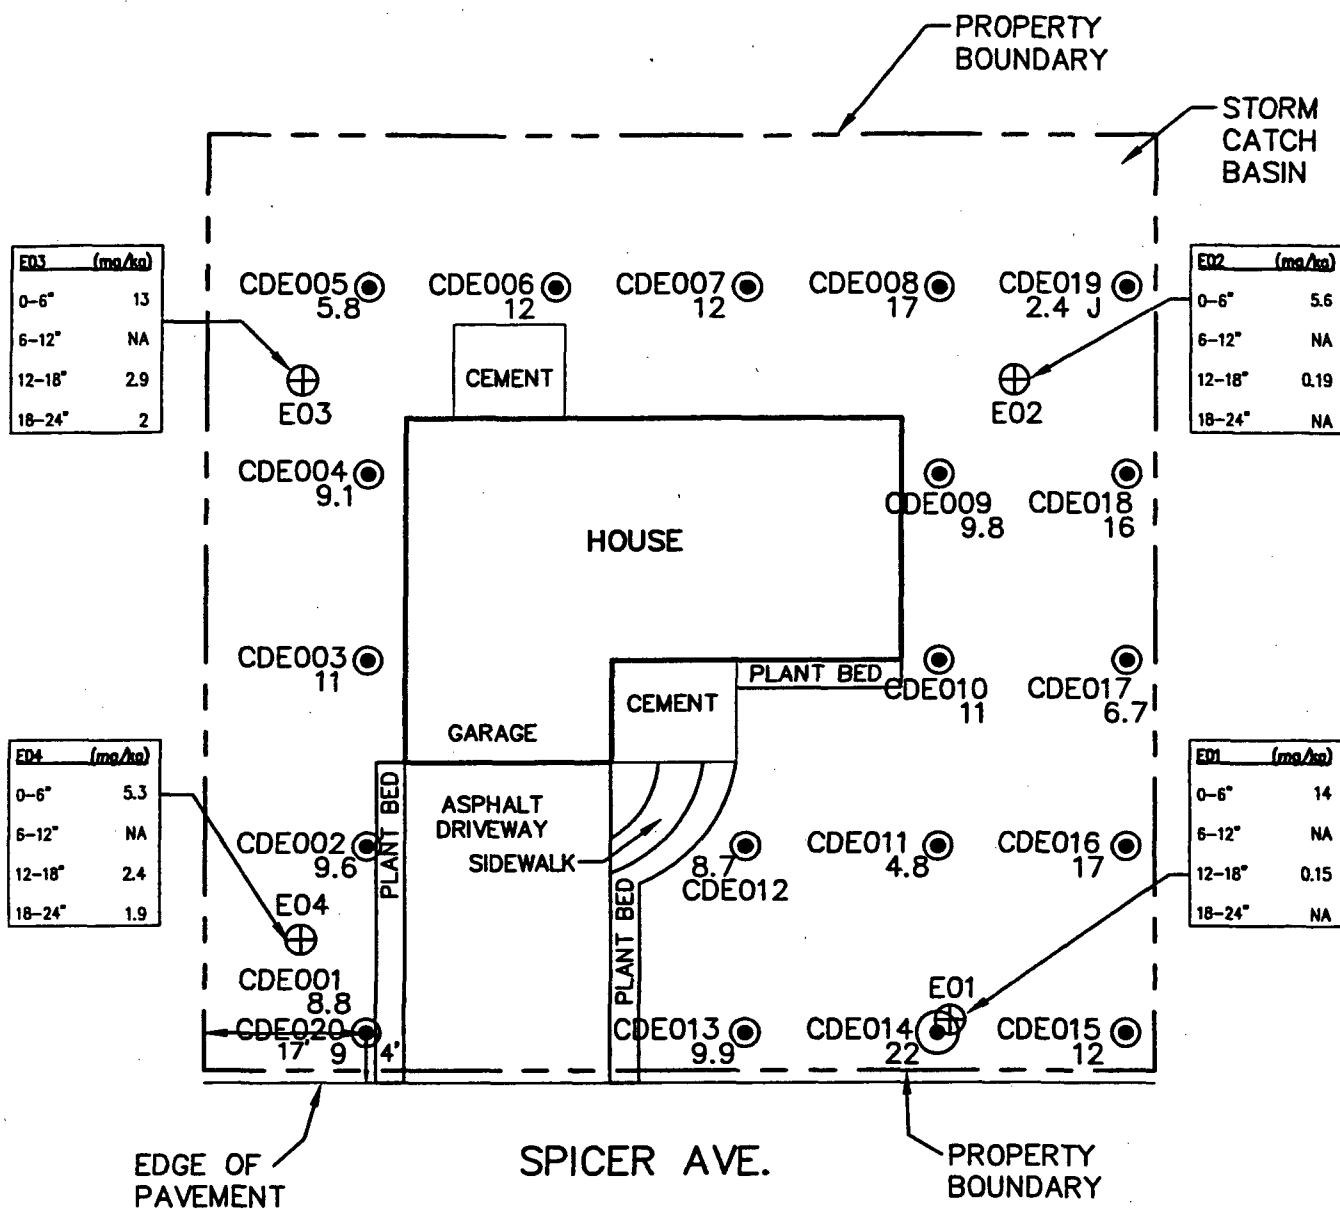 PROPERTY
BOUNDARY
STORM
CATCH
BASIN
E03 (mg/kg)
0-6" 13
6-12" NA
12-18" 2.9
18-24" 2
CDE005
5.8
CDE006
12
CDE007
12
CDE008
17
CDE019
2.4 J
E02 (mg/kg)
0-6" 5.6
6-12" NA
12-18" 0.19
18-24" NA
CEMENT
E03
E02
CDE004
9.1
HOUSE
CDE009
9.8
CDE018
16
CDE003
11
PLANT BED
CDE010
11
CDE017
6.7
CEMENT
GARAGE
E04 (mg/kg)
0-6" 5.3
6-12" NA
12-18" 2.4
18-24" 1.9
PLANT BED
ASPHALT
DRIVEWAY
SIDEWALK
E01 (mg/kg)
0-6" 14
6-12" NA
12-18" 0.15
18-24" NA
CDE002
9.6
8.7
CDE012
CDE011
4.8
CDE016
17
E04
PLANT BED
CDE001
8.8
E01
CDE020
17' 9 4'
CDE013
9.9
CDE014
22
CDE015
12
EDGE OF
PAVEMENT
SPICER AVE.
PROPERTY
BOUNDARY